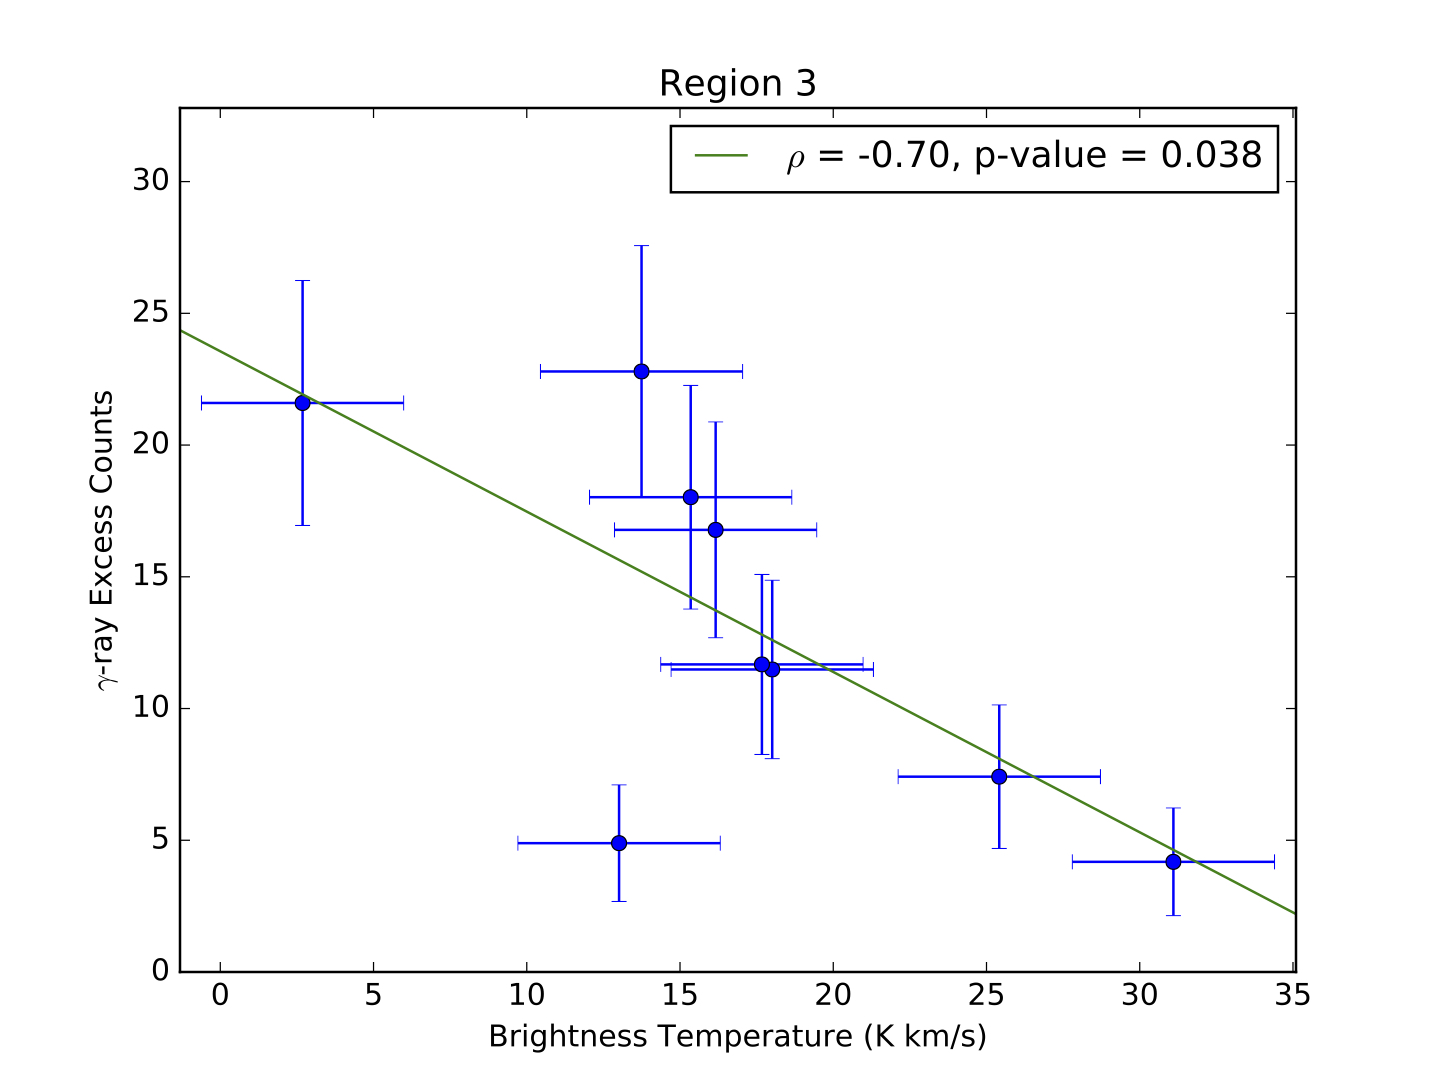 Region 3
ρ = -0.70, p-value = 0.038
30
25
20
15
10
5
0
γ-ray Excess Counts
0 5 10 15 20 25 30 35
Brightness Temperature (K km/s)